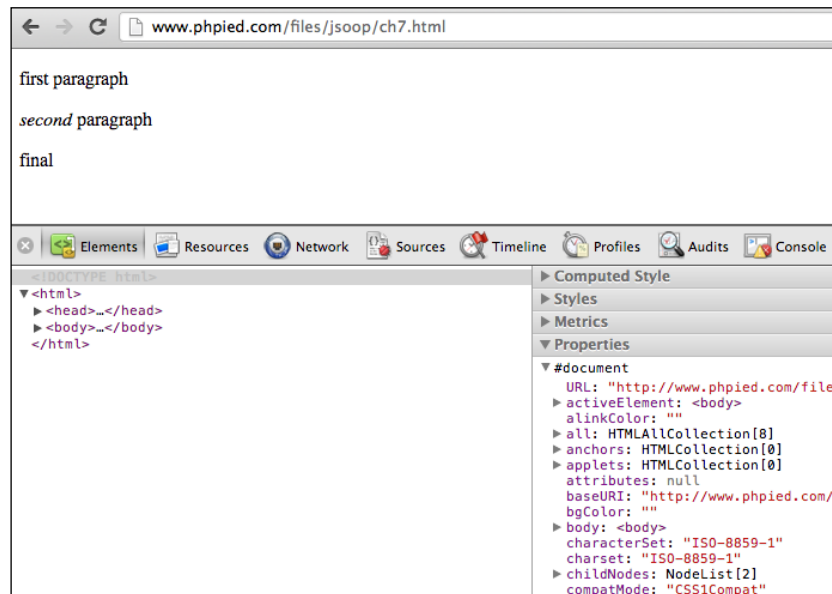 www.phpied.com/files/jsoop/ch7.html
first paragraph
second paragraph
final
Elements Resources Network Sources Timeline Profiles Audits Console
<!DOCTYPE html>
▼<html>
▶<head>…</head>
▶<body>…</body>
</html>
▶Computed Style
▶Styles
▶Metrics
▼Properties
▼#document
URL: "http://www.phpied.com/file
▶activeElement: <body>
alinkColor: ""
▶all: HTMLAllCollection[8]
▶anchors: HTMLCollection[0]
▶applets: HTMLCollection[0]
attributes: null
baseURI: "http://www.phpied.com/
bgColor: ""
▶body: <body>
characterSet: "ISO-8859-1"
charset: "ISO-8859-1"
▶childNodes: NodeList[2]
compatMode: "CSS1Compat"